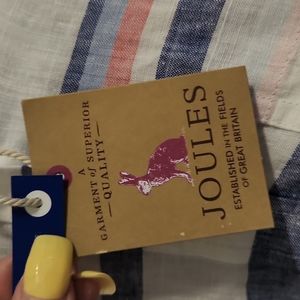 A
GARMENT of SUPERIOR
—QUALITY—
JOULES
ESTABLISHED IN THE FIELDS
OF GREAT BRITAIN